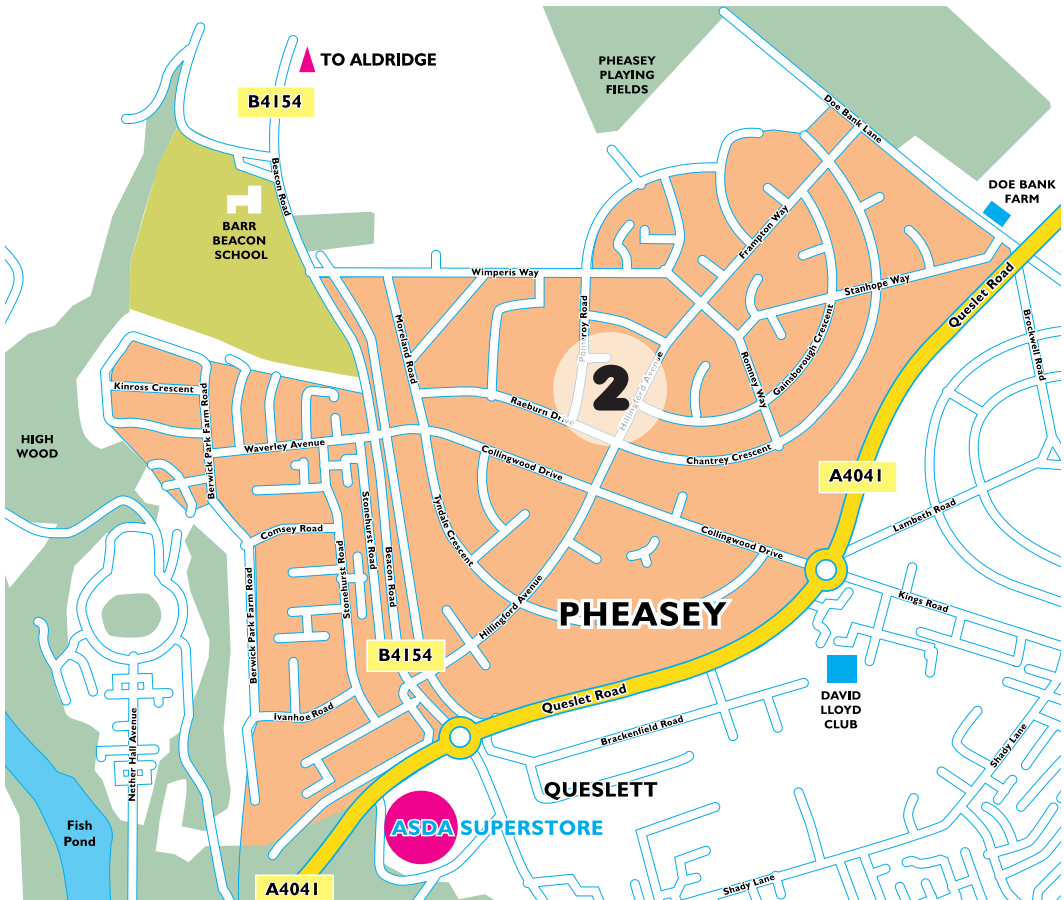 TO ALDRIDGE
B4154
PHEASEY
PLAYING
FIELDS
Doe Bank Lane
DOE BANK
FARM
Beacon Road
BARR
BEACON
SCHOOL
Wimperis Way
Frampton Way
Stanhope Way
Queslet Road
Brockwell Road
Moreland Road
Pomeroy Road
Gainsborough Crescent
Romney Way
2
Hillingford Avenue
Raeburn Drive
Kinross Crescent
Berwick Park Farm Road
HIGH
WOOD
Waverley Avenue
Collingwood Drive
Chantrey Crescent
A4041
Lambeth Road
Comsey Road
Stonehurst Road
Stonehurst Road
Beacon Road
Tyndale Crescent
Collingwood Drive
Kings Road
Berwick Park Farm Road
Hillingford Avenue
PHEASEY
B4154
DAVID
LLOYD
CLUB
Ivanhoe Road
Queslet Road
Brackenfield Road
Shady Lane
Nether Hall Avenue
QUESLETT
Fish
Pond
ASDA SUPERSTORE
A4041
Shady Lane